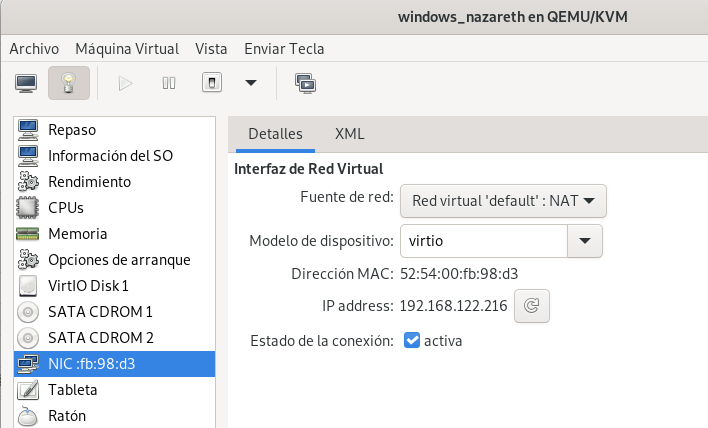 windows_nazareth en QEMU/KVM
Archivo Máquina Virtual Vista Enviar Tecla
Repaso
Información del SO
Rendimiento
CPUs
Memoria
Opciones de arranque
VirtIO Disk 1
SATA CDROM 1
SATA CDROM 2
NIC :fb:98:d3
Tableta
Ratón
Detalles XML
Interfaz de Red Virtual
Fuente de red: Red virtual 'default' : NAT
Modelo de dispositivo: virtio
Dirección MAC: 52:54:00:fb:98:d3
IP address: 192.168.122.216
Estado de la conexión: activa